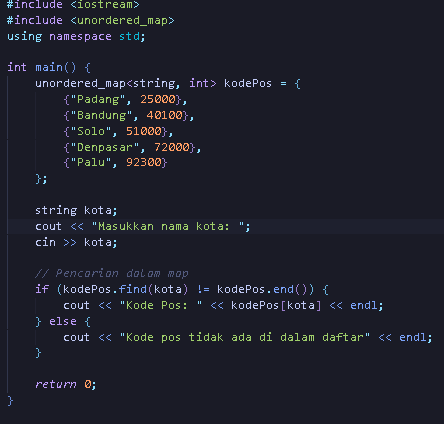 #include <iostream>
#include <unordered_map>
using namespace std;

int main() {
    unordered_map<string, int> kodePos = {
        {"Padang", 25000},
        {"Bandung", 40100},
        {"Solo", 51000},
        {"Denpasar", 72000},
        {"Palu", 92300}
    };

    string kota;
    cout << "Masukkan nama kota: ";
    cin >> kota;

    // Pencarian dalam map
    if (kodePos.find(kota) != kodePos.end()) {
        cout << "Kode Pos: " << kodePos[kota] << endl;
    } else {
        cout << "Kode pos tidak ada di dalam daftar" << endl;
    }

    return 0;
}